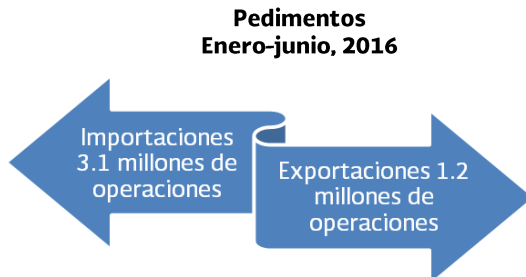 Pedimentos
Enero-junio, 2016
Importaciones
3.1 millones de
operaciones
Exportaciones 1.2
millones de
operaciones